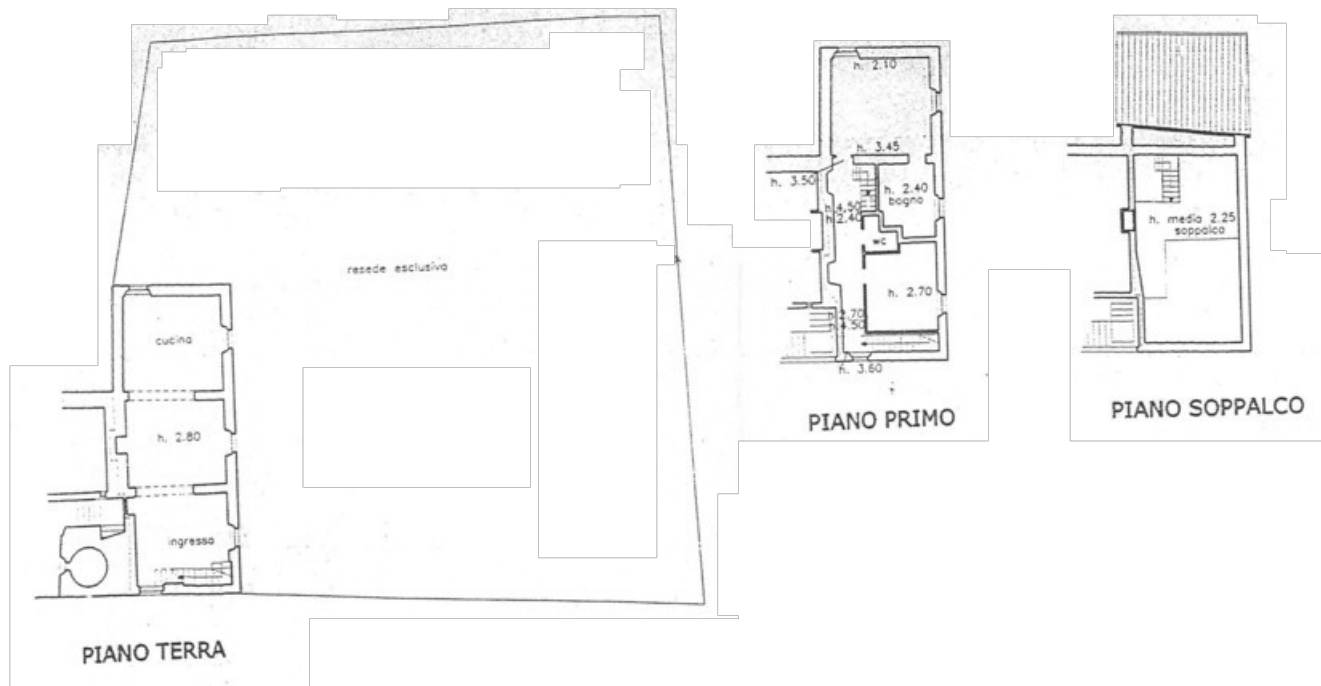 resede esclusiva
cucina
h. 2.80
ingresso
PIANO TERRA
h. 2.10
h. 3.45
h. 3.50
h. 2.40
bagno
h. 4.50
h. 2.40
wc
h. 2.70
h. 2.70
h. 4.50
h. 3.60
PIANO PRIMO
h. media 2.25
soppalco
PIANO SOPPALCO